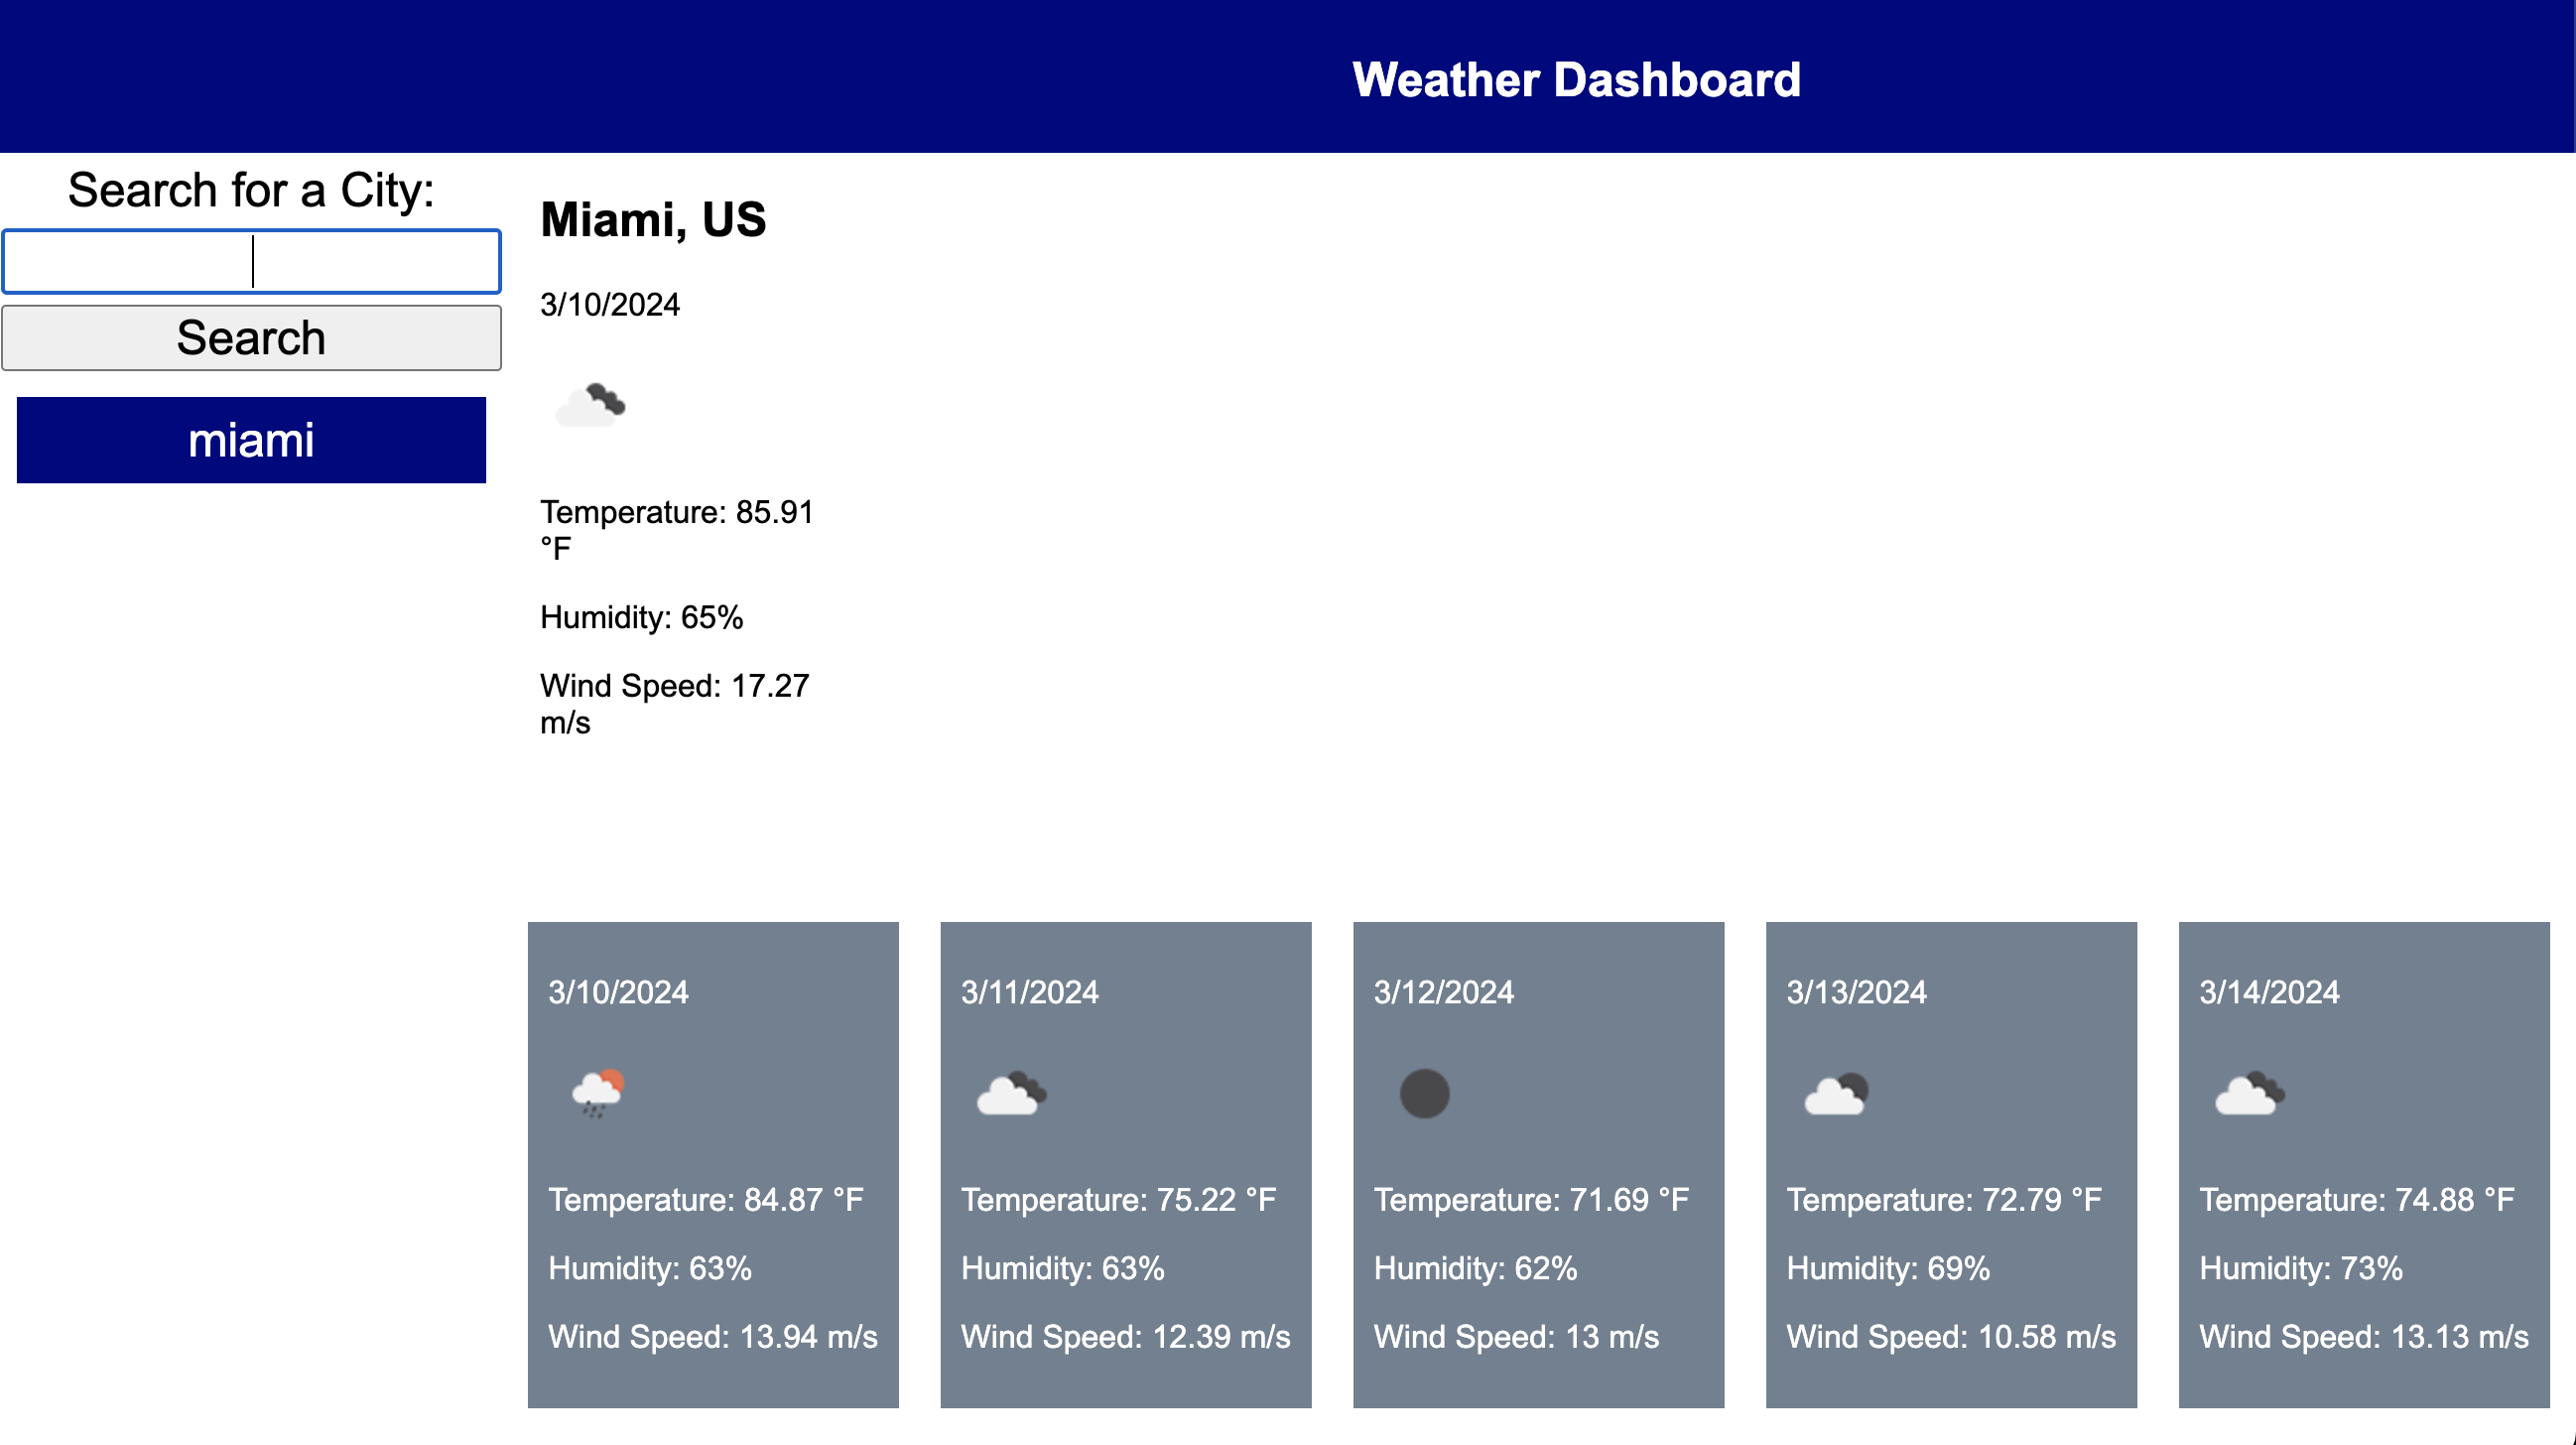 Weather Dashboard
Search for a City:
Search
miami
Miami, US
3/10/2024
Temperature: 85.91
°F
Humidity: 65%
Wind Speed: 17.27
m/s
3/10/2024
Temperature: 84.87 °F
Humidity: 63%
Wind Speed: 13.94 m/s
3/11/2024
Temperature: 75.22 °F
Humidity: 63%
Wind Speed: 12.39 m/s
3/12/2024
Temperature: 71.69 °F
Humidity: 62%
Wind Speed: 13 m/s
3/13/2024
Temperature: 72.79 °F
Humidity: 69%
Wind Speed: 10.58 m/s
3/14/2024
Temperature: 74.88 °F
Humidity: 73%
Wind Speed: 13.13 m/s